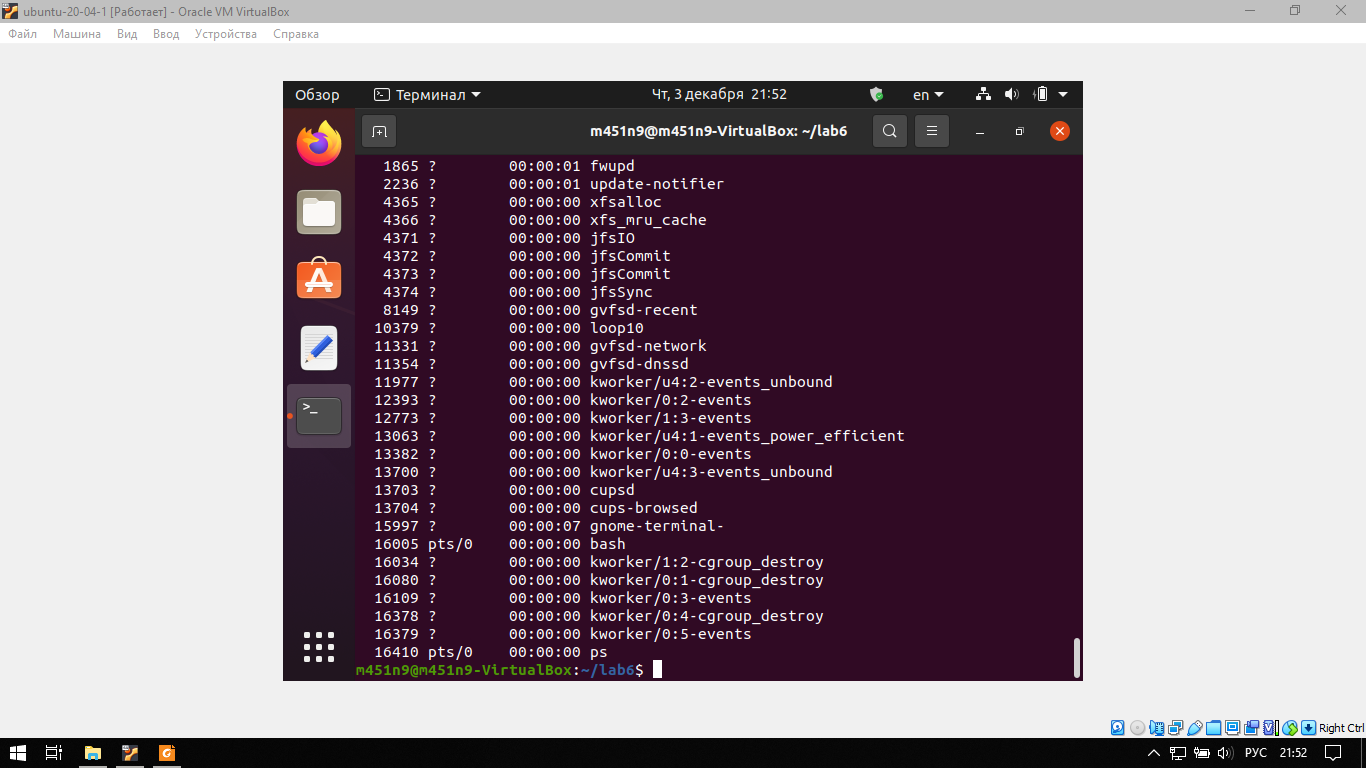 ubuntu-20-04-1 [Работает] - Oracle VM VirtualBox
Файл Машина Вид Ввод Устройства Справка
Обзор Терминал Чт, 3 декабря 21:52 en
m451n9@m451n9-VirtualBox: ~/lab6
1865 ? 00:00:01 fwupd
2236 ? 00:00:01 update-notifier
4365 ? 00:00:00 xfsalloc
4366 ? 00:00:00 xfs_mru_cache
4371 ? 00:00:00 jfsIO
4372 ? 00:00:00 jfsCommit
4373 ? 00:00:00 jfsCommit
4374 ? 00:00:00 jfsSync
8149 ? 00:00:00 gvfsd-recent
10379 ? 00:00:00 loop10
11331 ? 00:00:00 gvfsd-network
11354 ? 00:00:00 gvfsd-dnssd
11977 ? 00:00:00 kworker/u4:2-events_unbound
12393 ? 00:00:00 kworker/0:2-events
12773 ? 00:00:00 kworker/1:3-events
13063 ? 00:00:00 kworker/u4:1-events_power_efficient
13382 ? 00:00:00 kworker/0:0-events
13700 ? 00:00:00 kworker/u4:3-events_unbound
13703 ? 00:00:00 cupsd
13704 ? 00:00:00 cups-browsed
15997 ? 00:00:07 gnome-terminal-
16005 pts/0 00:00:00 bash
16034 ? 00:00:00 kworker/1:2-cgroup_destroy
16080 ? 00:00:00 kworker/0:1-cgroup_destroy
16109 ? 00:00:00 kworker/0:3-events
16378 ? 00:00:00 kworker/0:4-cgroup_destroy
16379 ? 00:00:00 kworker/0:5-events
16410 pts/0 00:00:00 ps
m451n9@m451n9-VirtualBox:~/lab6$
Right Ctrl
РУС 21:52